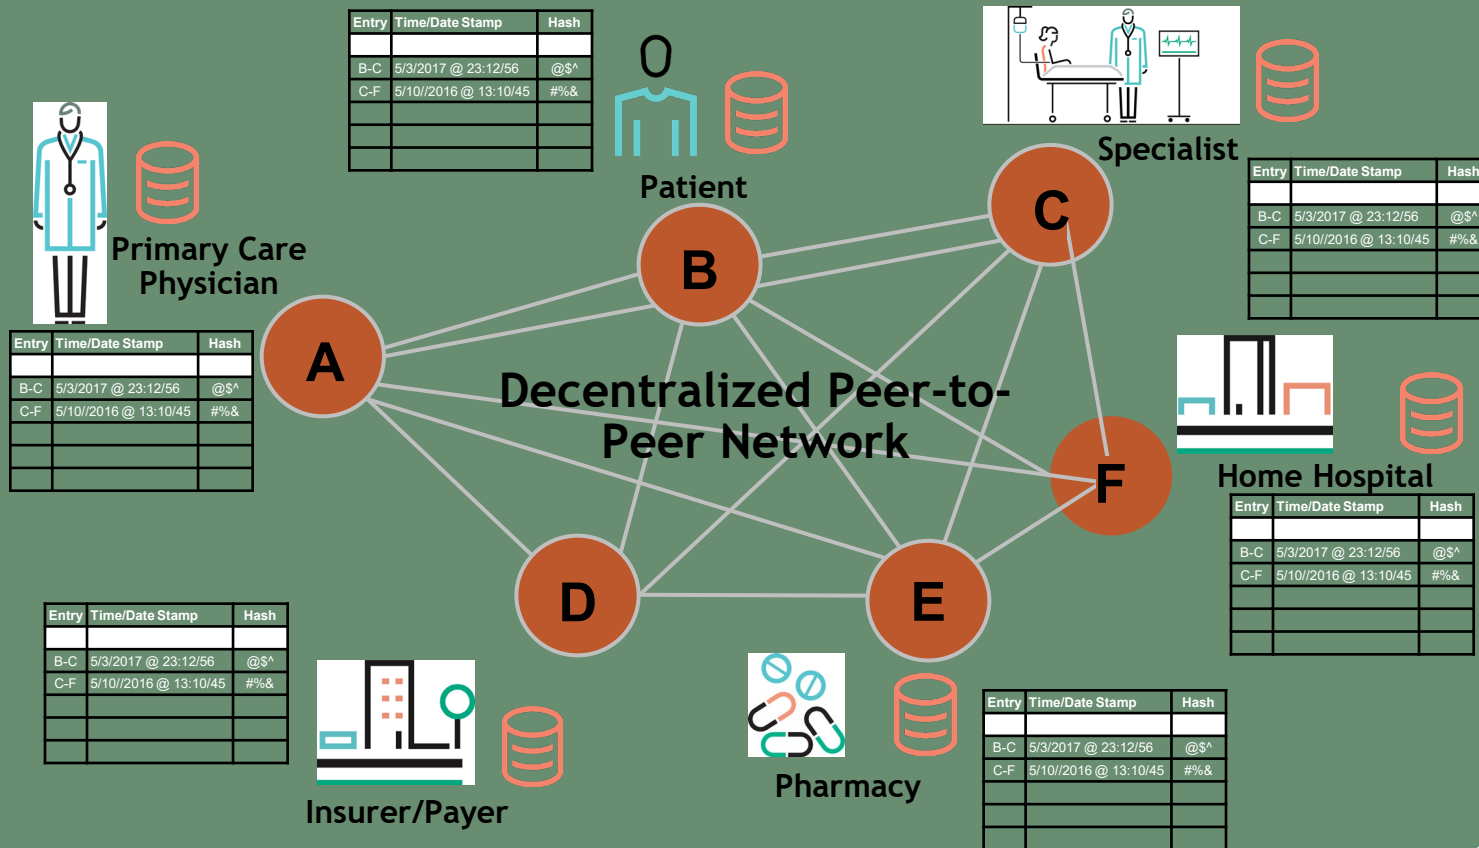 Entry Time/Date Stamp Hash
B-C 5/3/2017 @ 23:12/56 @$^
C-F 5/10//2016 @ 13:10/45 #%&
Patient
Specialist
Entry Time/Date Stamp Hash
B-C 5/3/2017 @ 23:12/56 @$^
C-F 5/10//2016 @ 13:10/45 #%&
Primary Care
Physician
Entry Time/Date Stamp Hash
B-C 5/3/2017 @ 23:12/56 @$^
C-F 5/10//2016 @ 13:10/45 #%&
A
B
C
Decentralized Peer-to-
Peer Network
D
E
F
Home Hospital
Entry Time/Date Stamp Hash
B-C 5/3/2017 @ 23:12/56 @$^
C-F 5/10//2016 @ 13:10/45 #%&
Entry Time/Date Stamp Hash
B-C 5/3/2017 @ 23:12/56 @$^
C-F 5/10//2016 @ 13:10/45 #%&
Insurer/Payer
Pharmacy
Entry Time/Date Stamp Hash
B-C 5/3/2017 @ 23:12/56 @$^
C-F 5/10//2016 @ 13:10/45 #%&